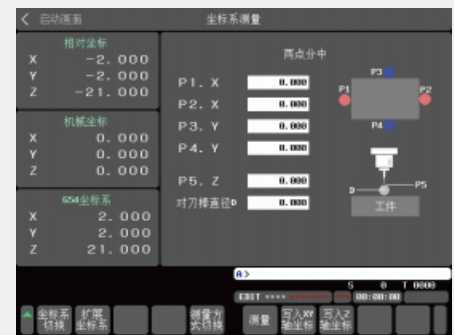 < 启动画面
坐标系测量
相对坐标
X -2.000
Y -2.000
Z -21.000
机械坐标
X 0.000
Y 0.000
Z 0.000
G54坐标系
X 2.000
Y 2.000
Z 21.000
两点分中
P1. X 0.000
P2. X 0.000
P3. Y 0.000
P4. Y 0.000
P5. Z 0.000
对刀棒直径D 0.000
P3
P1
P2
P4
D
P5
工件
A>
S 0 T 0000
EDIT **** *** *** 00:00:00
坐标系切换
扩展坐标系
测量方式切换
测量
写入XY轴坐标
写入Z轴坐标